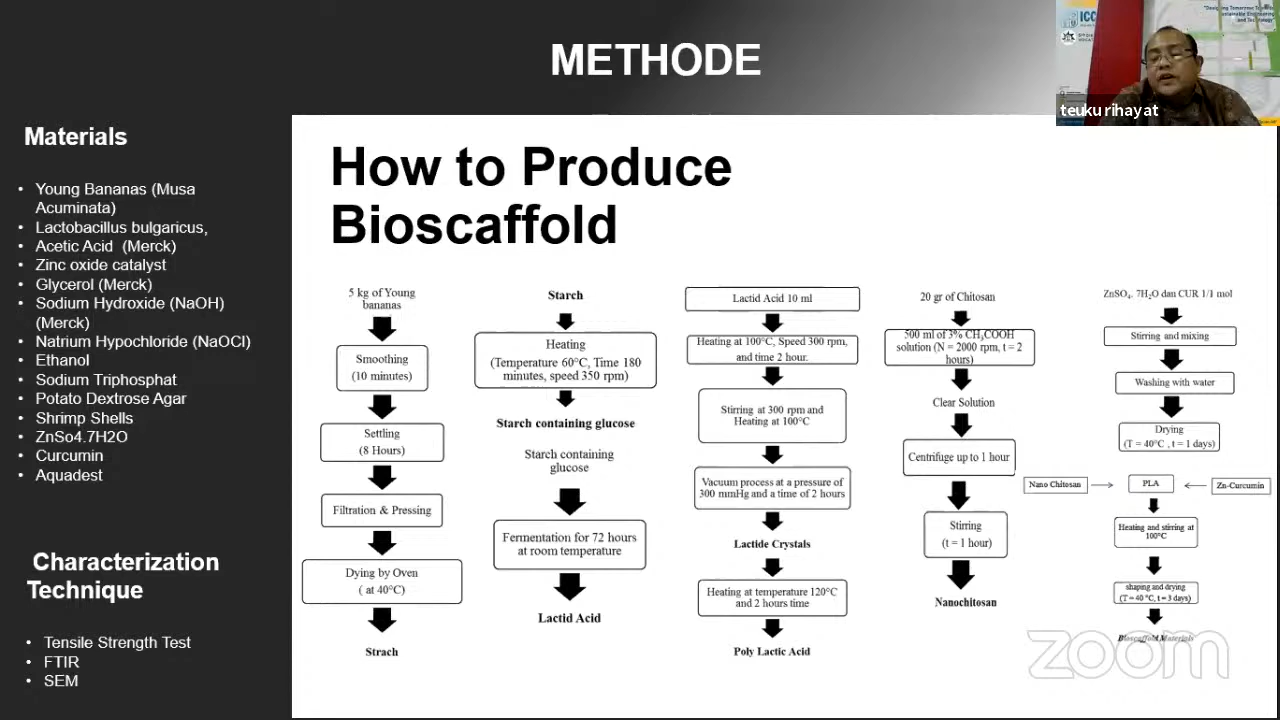 METHODE
"Designing Tomorrow
and Technology"
ICC
teuku rihayat
Materials
• Young Bananas (Musa
Acuminata)
• Lactobacillus bulgaricus,
• Acetic Acid (Merck)
• Zinc oxide catalyst
• Glycerol (Merck)
• Sodium Hydroxide (NaOH)
(Merck)
• Natrium Hypochloride (NaOCl)
• Ethanol
• Sodium Triphosphat
• Potato Dextrose Agar
• Shrimp Shells
• ZnSo4.7H2O
• Curcumin
• Aquadest
Characterization
Technique
• Tensile Strength Test
• FTIR
• SEM
How to Produce
Bioscaffold
5 kg of Young
bananas
Smoothing
(10 minutes)
Settling
(8 Hours)
Filtration & Pressing
Dying by Oven
( at 40°C)
Strach
Starch
Heating
(Temperature 60°C, Time 180
minutes, speed 350 rpm)
Starch containing glucose
Starch containing
glucose
Fermentation for 72 hours
at room temperature
Lactid Acid
Lactid Acid 10 ml
Heating at 100°C, Speed 300 rpm,
and time 2 hour.
Stirring at 300 rpm and
Heating at 100°C
Vacuum process at a pressure of
300 mmHg and a time of 2 hours
Lactide Crystals
Heating at temperature 120°C
and 2 hours time
Poly Lactic Acid
20 gr of Chitosan
500 ml of 3% CH₃COOH
solution (N = 2000 rpm, t = 2
hours)
Clear Solution
Centrifuge up to 1 hour
Stirring
(t = 1 hour)
Nanochitosan
ZnSO₄. 7H₂O dan CUR 1/1 mol
Stirring and mixing
Washing with water
Drying
(T = 40°C , t = 1 days)
Nano Chitosan
PLA
Zn-Curcumin
Heating and stirring at
100°C
shaping and drying
(T = 40 °C, t = 3 days)
Bioscaffold Materials
zoom